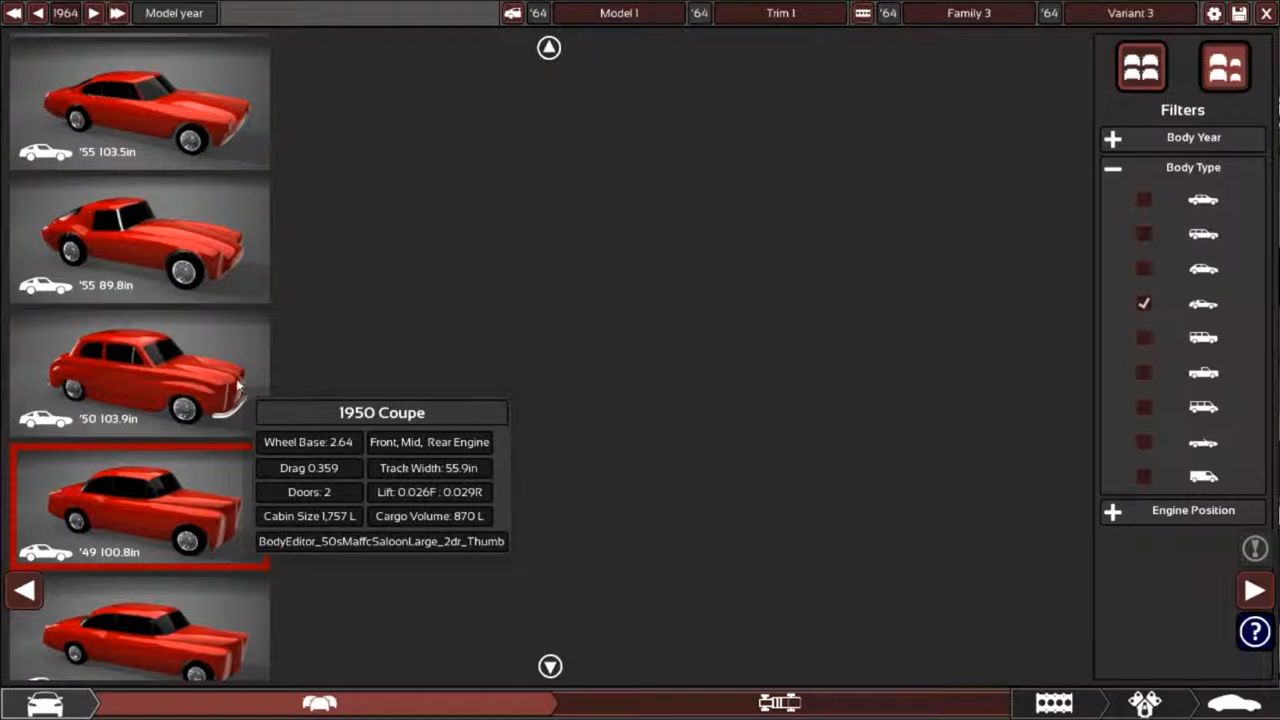 1964 Model year '64 Model 1 '64 Trim 1 '64 Family 3 '64 Variant 3
'55 103.5in
'55 89.8in
'50 103.9in
'49 100.8in
1950 Coupe
Wheel Base: 2.64 Front, Mid, Rear Engine
Drag 0.359 Track Width: 55.9in
Doors: 2 Lift: 0.026F : 0.029R
Cabin Size 1,757 L Cargo Volume: 870 L
BodyEditor_50sMaffcSaloonLarge_2dr_Thumb
Filters
Body Year
Body Type
Engine Position